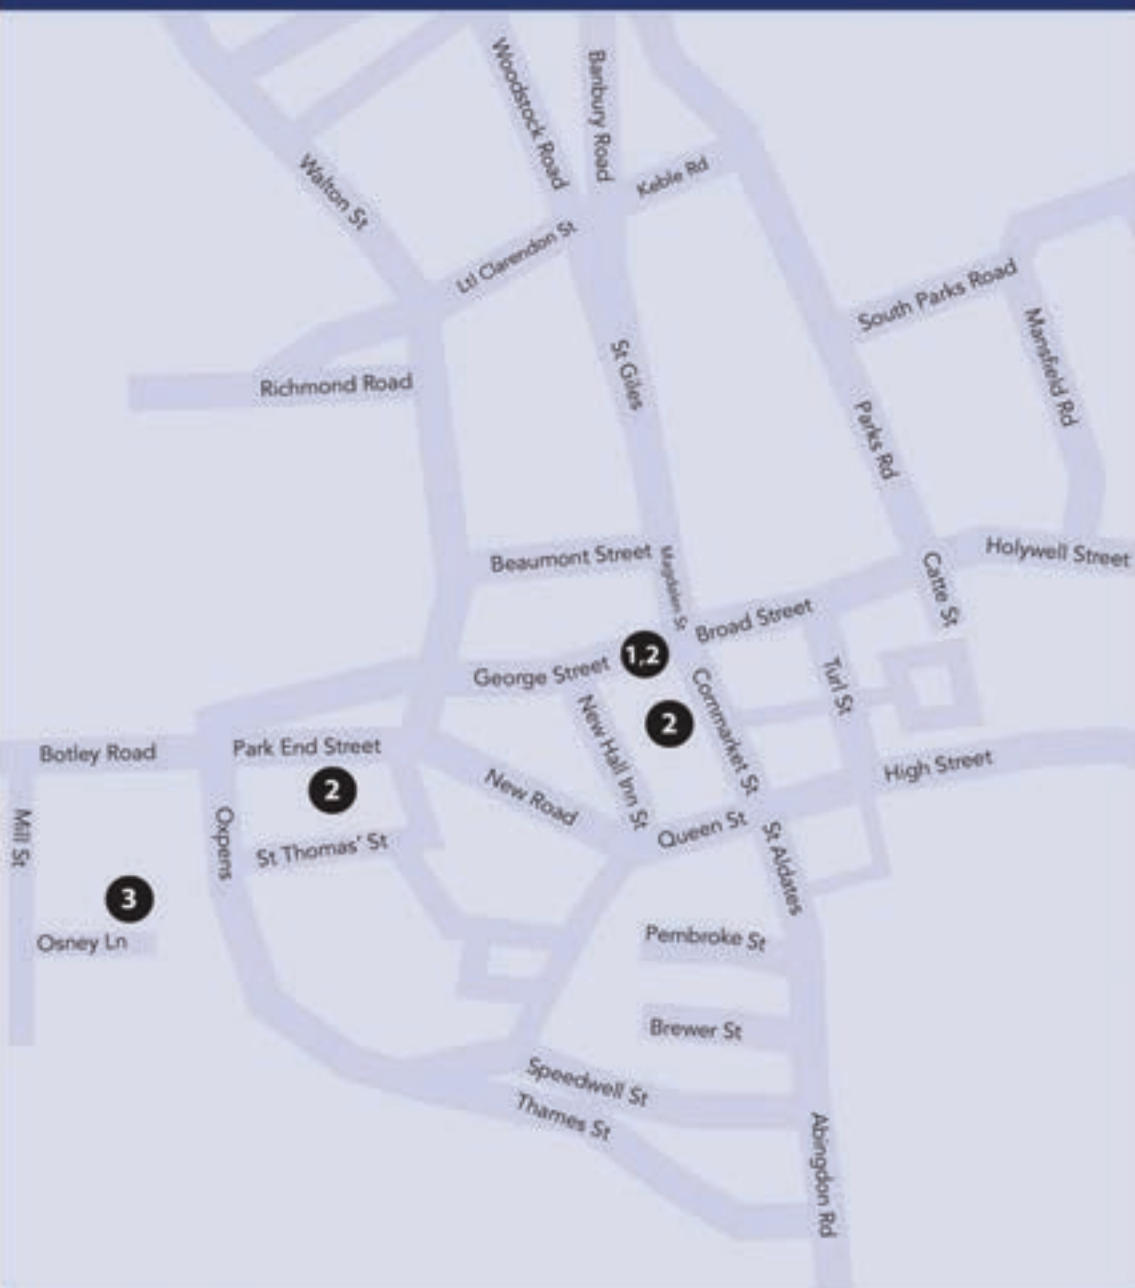 Woodstock Road
Banbury Road
Keble Rd
Walton St
Ltl Clarendon St
South Parks Road
Mansfield Rd
St Giles
Richmond Road
Parks Rd
Beaumont Street
Magdalen St
Holywell Street
Catte St
Broad Street
1,2
George Street
Turl St
Cornmarket St
New Hall Inn St
2
Botley Road
Park End Street
High Street
2
New Road
Mill St
Oxpens
St Thomas' St
Queen St
St Aldates
3
Osney Ln
Pembroke St
Brewer St
Speedwell St
Thames St
Abingdon Rd